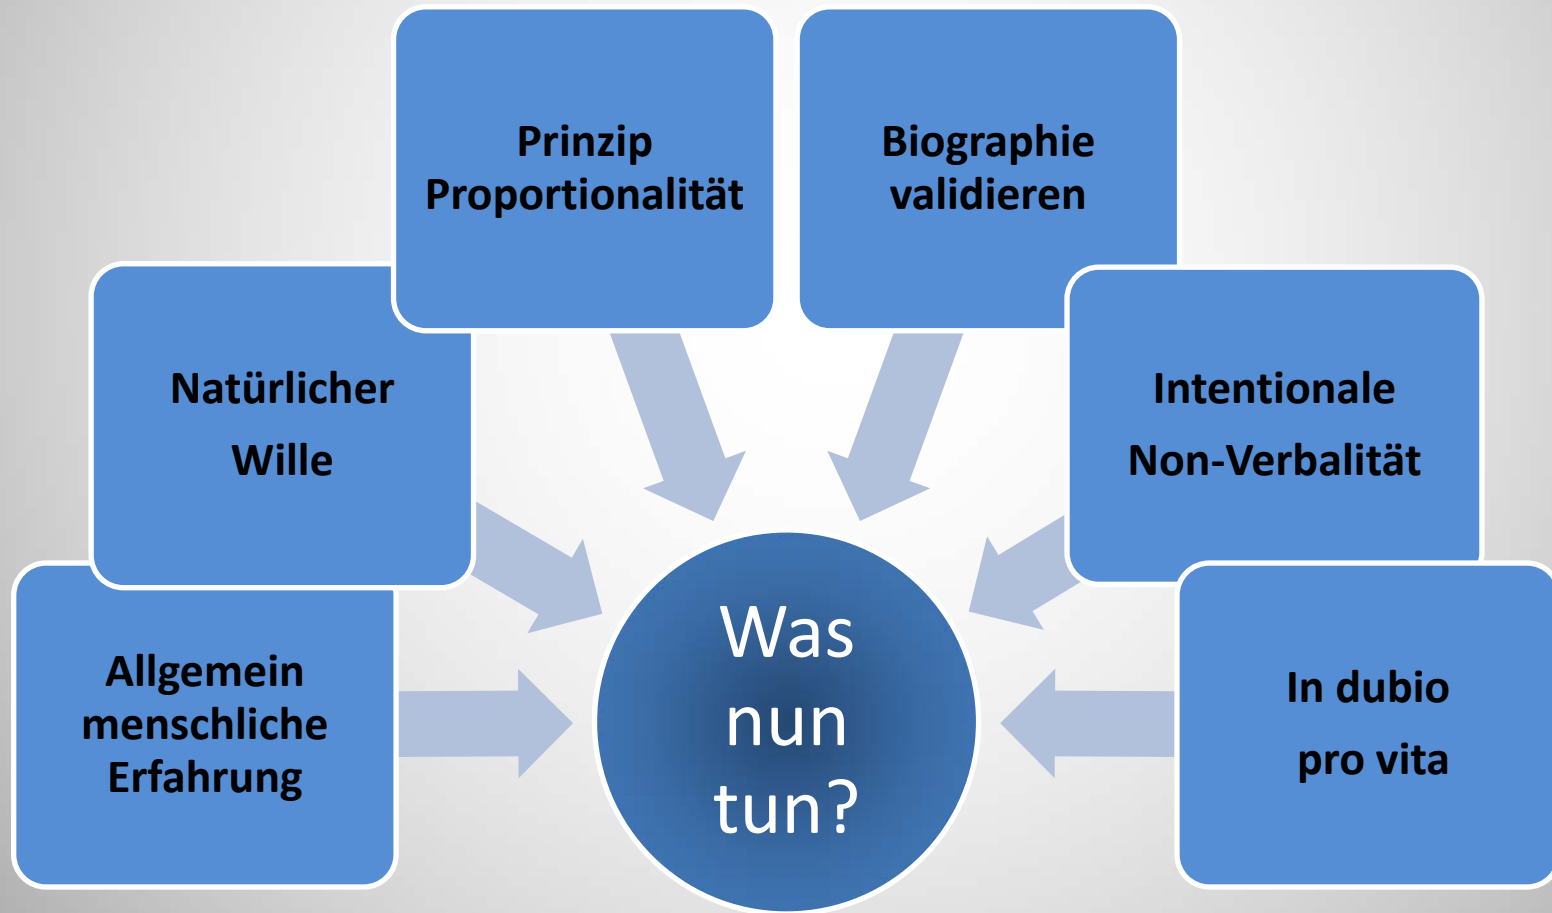 Prinzip
Proportionalität
Biographie
validieren
Natürlicher
Wille
Intentionale
Non-Verbalität
Allgemein
menschliche
Erfahrung
In dubio
pro vita
Was
nun
tun?